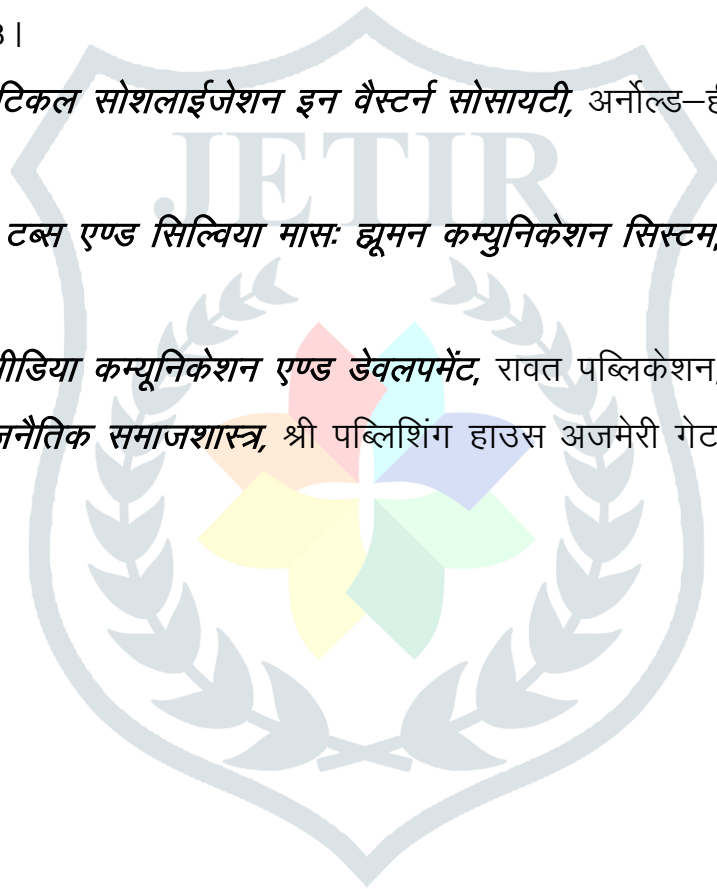 3।
टिकल सोशलाईजेशन इन वैस्टर्न सोसायटी, अर्नोल्ड–ही
JETIR
टब्स एण्ड सिल्विया मासः ह्यूमन कम्युनिकेशन सिस्टम,
मीडिया कम्यूनिकेशन एण्ड डेवलपमेंट, रावत पब्लिकेशन,
जनैतिक समाजशास्त्र, श्री पब्लिशिंग हाउस अजमेरी गेट